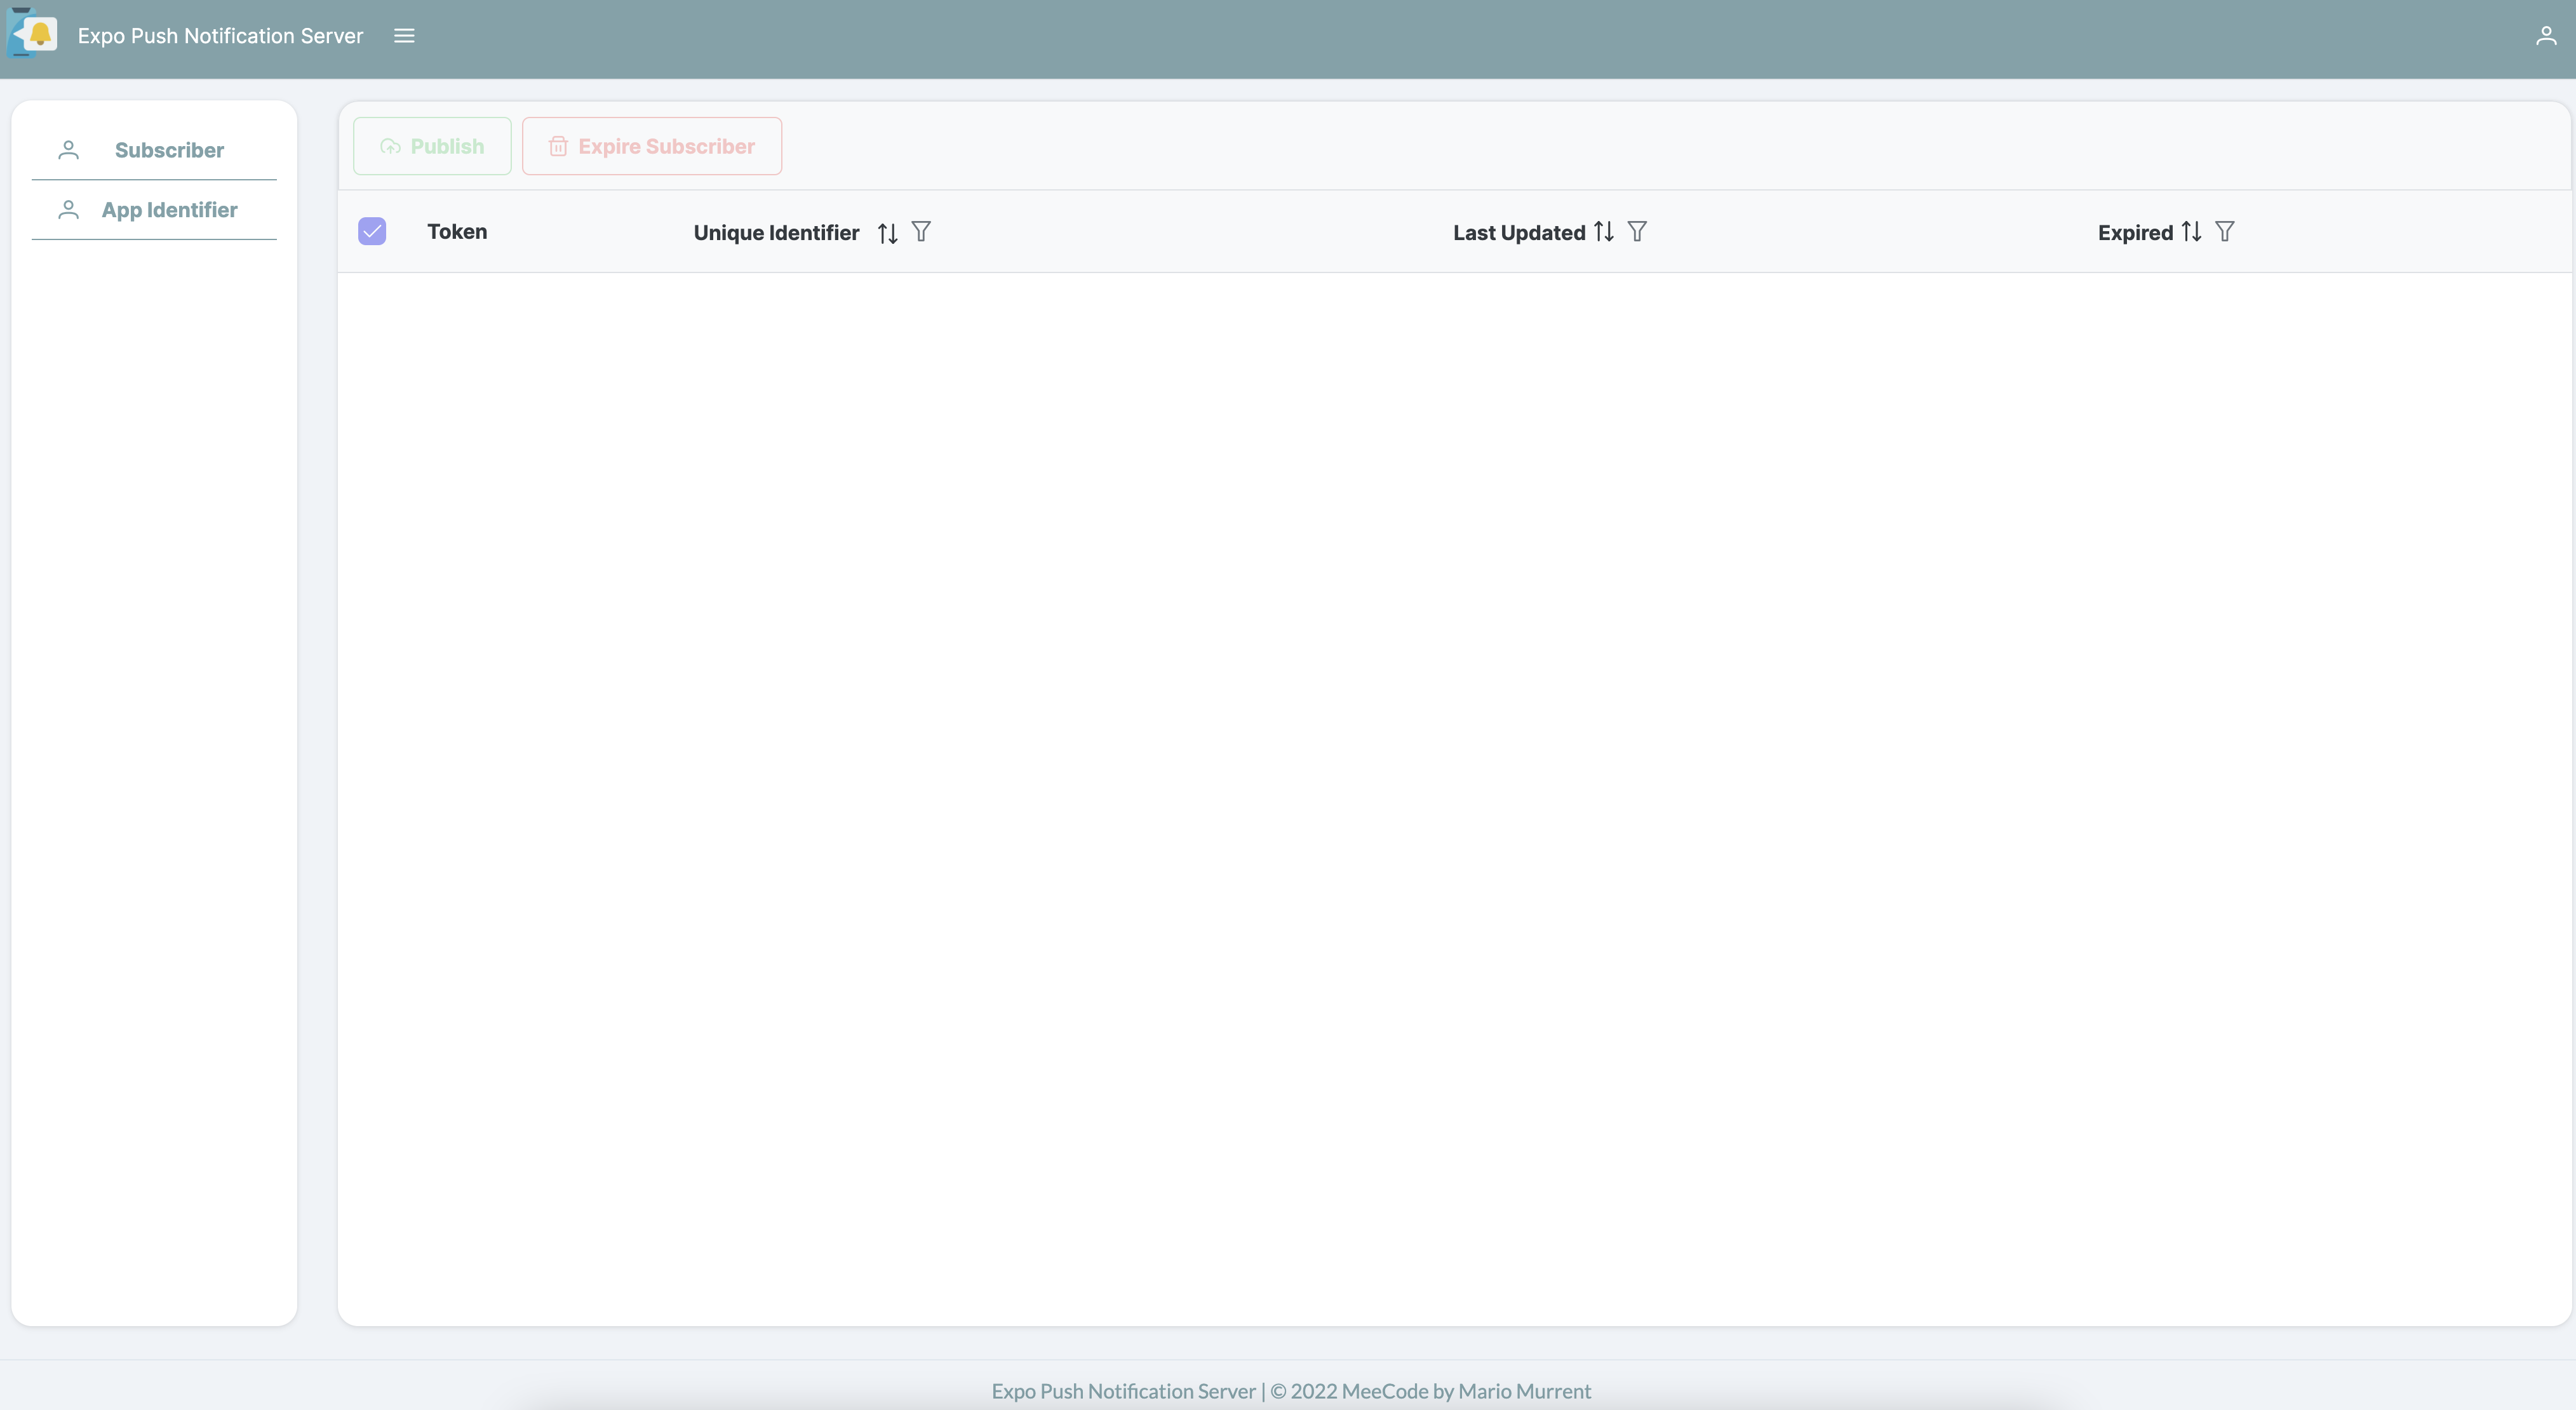 Expo Push Notification Server
Subscriber
App Identifier
Publish
Expire Subscriber
Token
Unique Identifier
Last Updated
Expired
Expo Push Notification Server | © 2022 MeeCode by Mario Murrent